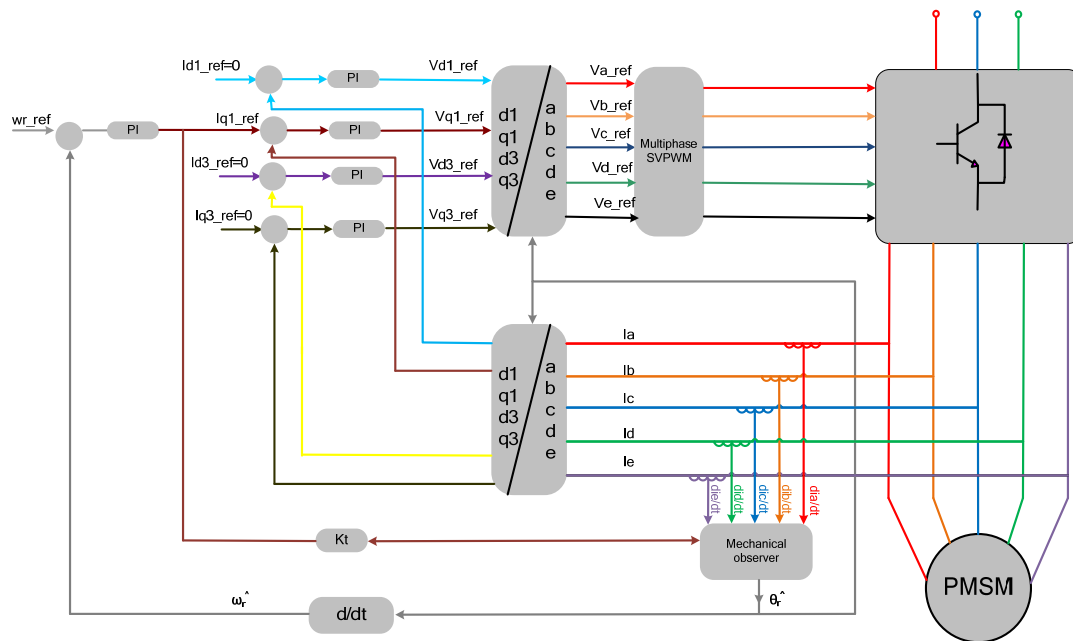 Id1_ref=0
PI
Vd1_ref
Va_ref
wr_ref
PI
Iq1_ref
PI
Vq1_ref
Vb_ref
Id3_ref=0
PI
Vd3_ref
Vc_ref
Iq3_ref=0
PI
Vq3_ref
Vd_ref
Ve_ref
d1
q1
d3
q3
a
b
c
d
e
Multiphase
SVPWM
d1
q1
d3
q3
a
b
c
d
e
Ia
Ib
Ic
Id
Ie
die/dt
did/dt
dic/dt
dib/dt
dia/dt
Kt
Mechanical
observer
PMSM
ωr^
d/dt
θr^